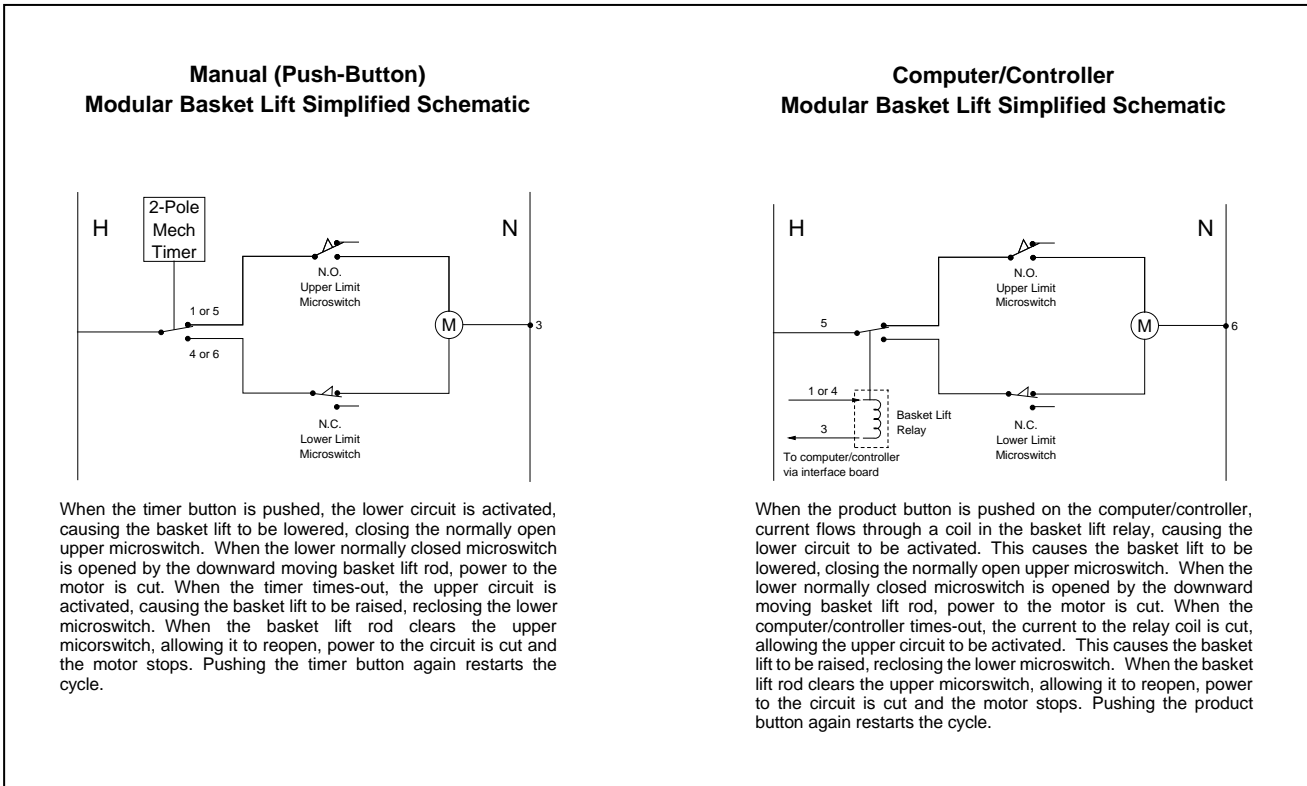 Manual (Push-Button)
Modular Basket Lift Simplified Schematic
2-Pole
Mech
Timer
H
N
N.O.
Upper Limit
Microswitch
1 or 5
M
3
4 or 6
N.C.
Lower Limit
Microswitch
When the timer button is pushed, the lower circuit is activated,
causing the basket lift to be lowered, closing the normally open
upper microswitch. When the lower normally closed microswitch
is opened by the downward moving basket lift rod, power to the
motor is cut. When the timer times-out, the upper circuit is
activated, causing the basket lift to be raised, reclosing the lower
microswitch. When the basket lift rod clears the upper
micorswitch, allowing it to reopen, power to the circuit is cut and
the motor stops. Pushing the timer button again restarts the
cycle.
Computer/Controller
Modular Basket Lift Simplified Schematic
H
N
N.O.
Upper Limit
Microswitch
5
M
6
1 or 4
Basket Lift
Relay
3
N.C.
Lower Limit
Microswitch
To computer/controller
via interface board
When the product button is pushed on the computer/controller,
current flows through a coil in the basket lift relay, causing the
lower circuit to be activated. This causes the basket lift to be
lowered, closing the normally open upper microswitch. When the
lower normally closed microswitch is opened by the downward
moving basket lift rod, power to the motor is cut. When the
computer/controller times-out, the current to the relay coil is cut,
allowing the upper circuit to be activated. This causes the basket
lift to be raised, reclosing the lower microswitch. When the basket
lift rod clears the upper micorswitch, allowing it to reopen, power
to the circuit is cut and the motor stops. Pushing the product
button again restarts the cycle.